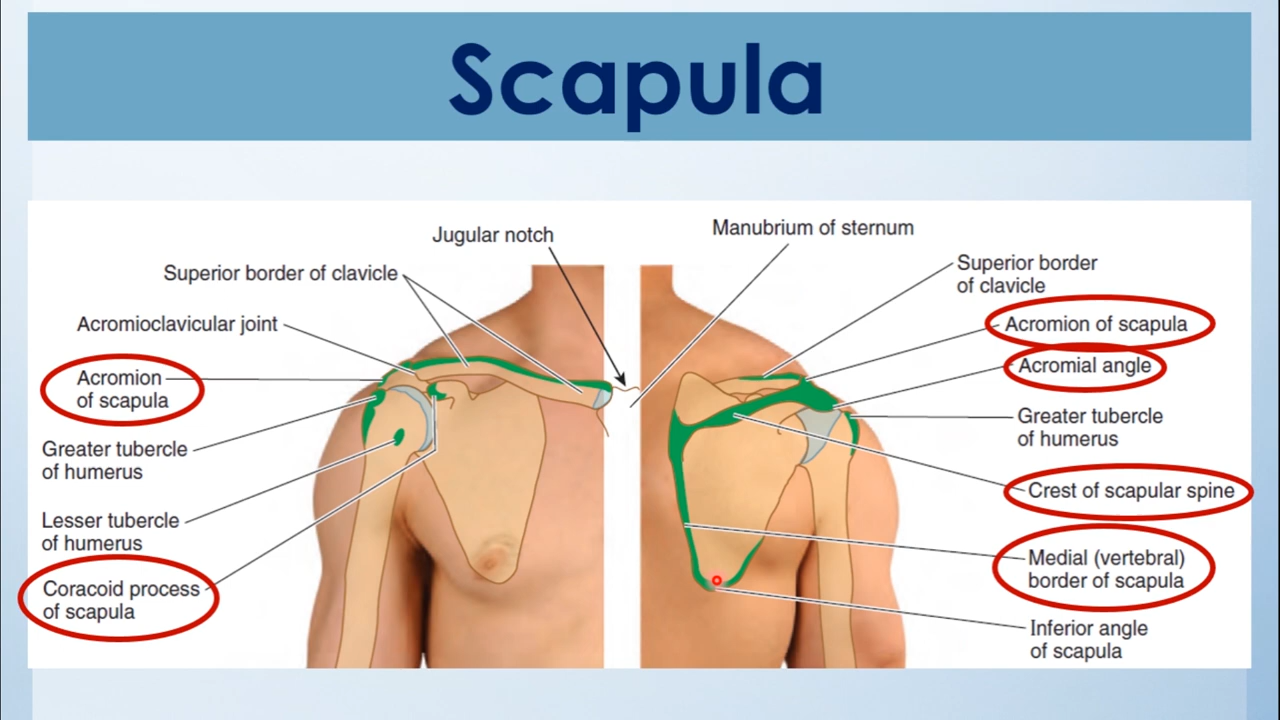 Scapula
Jugular notch
Superior border of clavicle
Acromioclavicular joint
Acromion
of scapula
Greater tubercle
of humerus
Lesser tubercle
of humerus
Coracoid process
of scapula
Manubrium of sternum
Superior border
of clavicle
Acromion of scapula
Acromial angle
Greater tubercle
of humerus
Crest of scapular spine
Medial (vertebral)
border of scapula
Inferior angle
of scapula